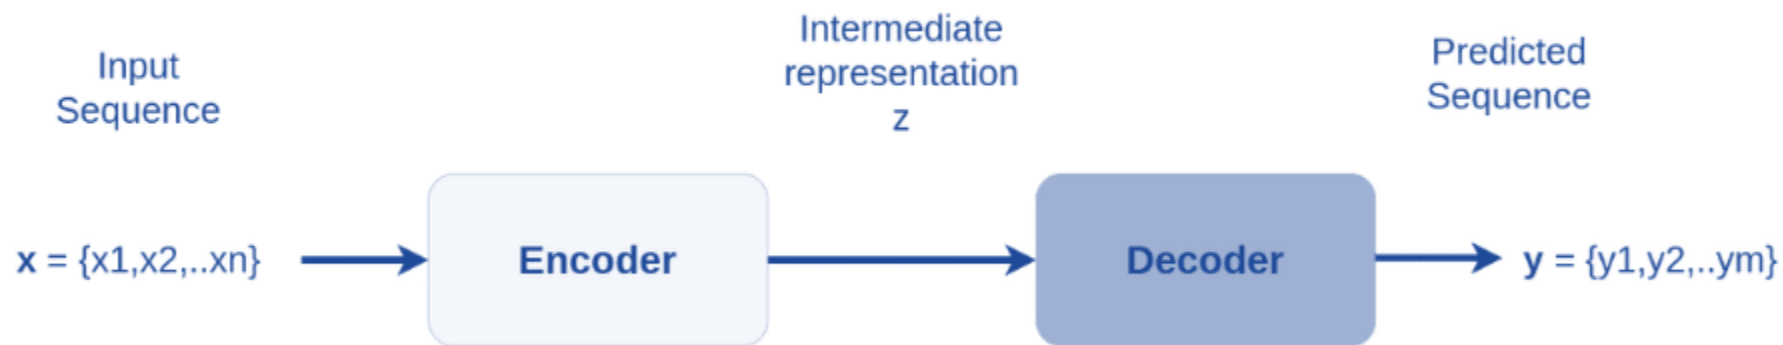 Input
Sequence
Intermediate
representation
z
Predicted
Sequence
x = {x1,x2,..xn}
Encoder
Decoder
y = {y1,y2,..ym}